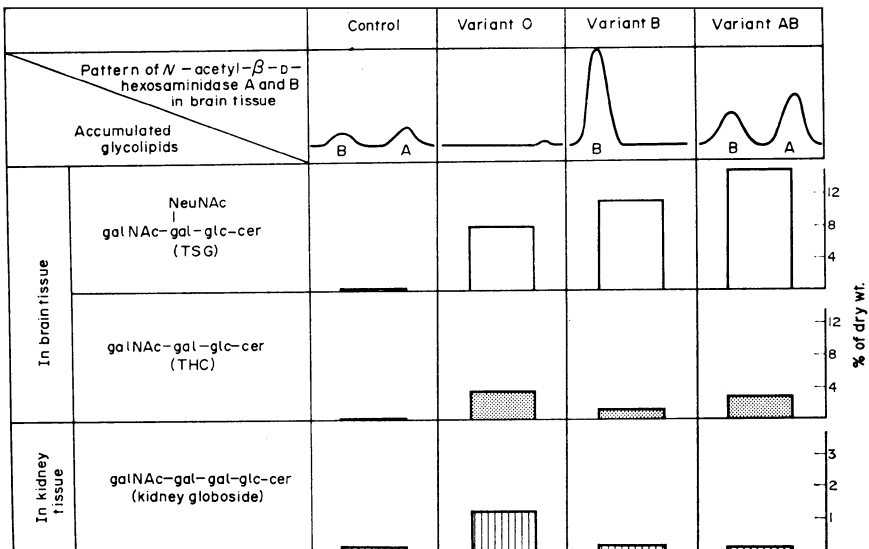 Control
Variant O
Variant B
Variant AB
Pattern of N-acetyl-β-D-
hexosaminidase A and B
in brain tissue
Accumulated
glycolipids
B A
B
B A
In brain tissue
NeuNAc
galNAc-gal-glc-cer
(TSG)
12
8
4
galNAc-gal-glc-cer
(THC)
12
8
4
% of dry wt.
In kidney
tissue
galNAc-gal-gal-glc-cer
(kidney globoside)
3
2
1